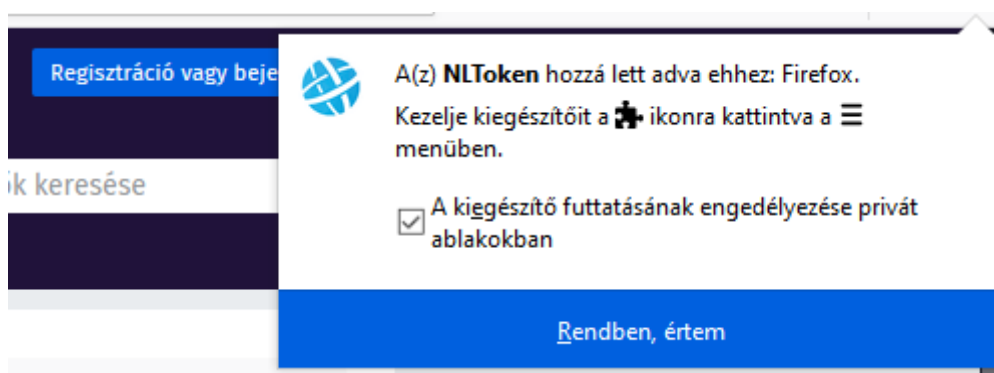 Regisztráció vagy beje
A(z) NLToken hozzá lett adva ehhez: Firefox.
Kezelje kiegészítőit a ikonra kattintva a ☰
menüben.
ők keresése
A kiegészítő futtatásának engedélyezése privát
ablakokban
Rendben, értem